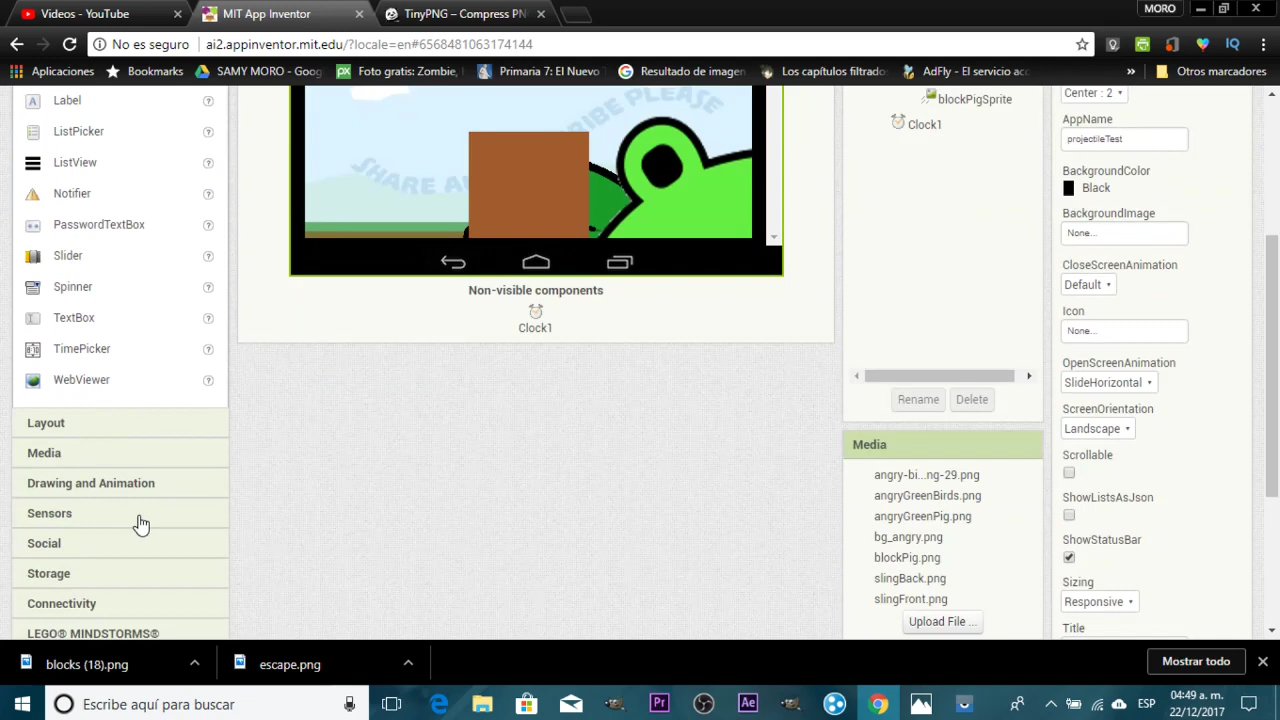 Videos - YouTube
MIT App Inventor
TinyPNG – Compress PN
MORO
No es seguro
ai2.appinventor.mit.edu/?locale=en#6568481063174144
Aplicaciones
Bookmarks
SAMY MORO - Goog
Foto gratis: Zombie,
Primaria 7: El Nuevo
Resultado de imagen
Los capítulos filtrados
AdFly - El servicio ac
»
Otros marcadores
Label
ListPicker
ListView
Notifier
PasswordTextBox
Slider
Spinner
TextBox
TimePicker
WebViewer
Layout
Media
Drawing and Animation
Sensors
Social
Storage
Connectivity
LEGO® MINDSTORMS®
PLEASE
SHARE
Non-visible components
Clock1
blockPigSprite
Clock1
Rename
Delete
Media
angry-bi...ng-29.png
angryGreenBirds.png
angryGreenPig.png
bg_angry.png
blockPig.png
slingBack.png
slingFront.png
Upload File ...
Center : 2
AppName
projectileTest
BackgroundColor
Black
BackgroundImage
None...
CloseScreenAnimation
Default
Icon
None...
OpenScreenAnimation
SlideHorizontal
ScreenOrientation
Landscape
Scrollable
ShowListsAsJson
ShowStatusBar
Sizing
Responsive
Title
blocks (18).png
escape.png
Mostrar todo
Escribe aquí para buscar
Pr
Ae
ESP
04:49 a. m.
22/12/2017